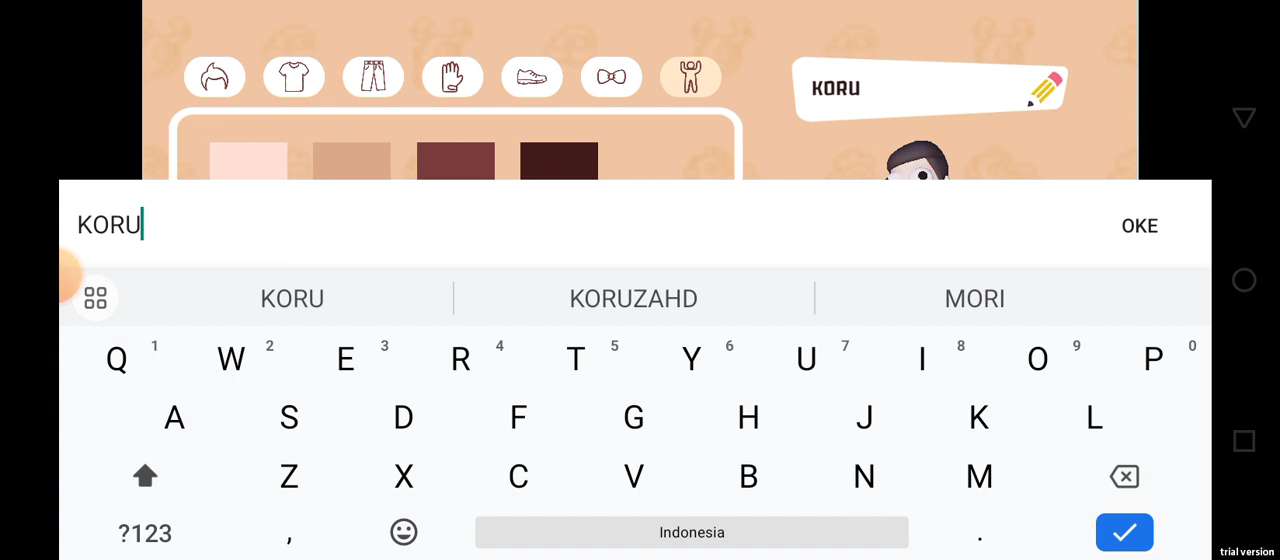 KORU
KORU
OKE
KORU KORUZAHD MORI
Q 1 W 2 E 3 R 4 T 5 Y 6 U 7 I 8 O 9 P 0
A S D F G H J K L
Z X C V B N M
?123 , Indonesia .
trial version